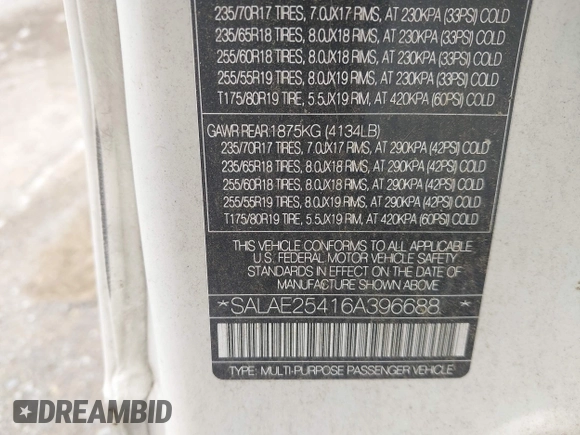 235/70R17 TIRES, 7.0JX17 RIMS, AT 230KPA (33PSI) COLD
235/65R18 TIRES, 8.0JX18 RIMS, AT 230KPA (33PSI) COLD
255/60R18 TIRES, 8.0JX18 RIMS, AT 230KPA (33PSI) COLD
255/55R19 TIRES, 8.0JX19 RIMS, AT 230KPA (33PSI) COLD
T175/80R19 TIRE, 5.5JX19 RIM, AT 420KPA (60PSI) COLD
GAWR REAR 1875KG (4134LB)
235/70R17 TIRES, 7.0JX17 RIMS, AT 290KPA (42PSI) COLD
235/65R18 TIRES, 8.0JX18 RIMS, AT 290KPA (42PSI) COLD
255/60R18 TIRES, 8.0JX18 RIMS, AT 290KPA (42PSI) COLD
255/55R19 TIRES, 8.0JX19 RIMS, AT 290KPA (42PSI) COLD
T175/80R19 TIRE, 5.5JX19 RIM, AT 420KPA (60PSI) COLD
THIS VEHICLE CONFORMS TO ALL APPLICABLE
U.S. FEDERAL MOTOR VEHICLE SAFETY
STANDARDS IN EFFECT ON THE DATE OF
MANUFACTURE SHOWN ABOVE
*SALAE25416A396688 *
TYPE: MULTI-PURPOSE PASSENGER VEHICLE
DREAMBID